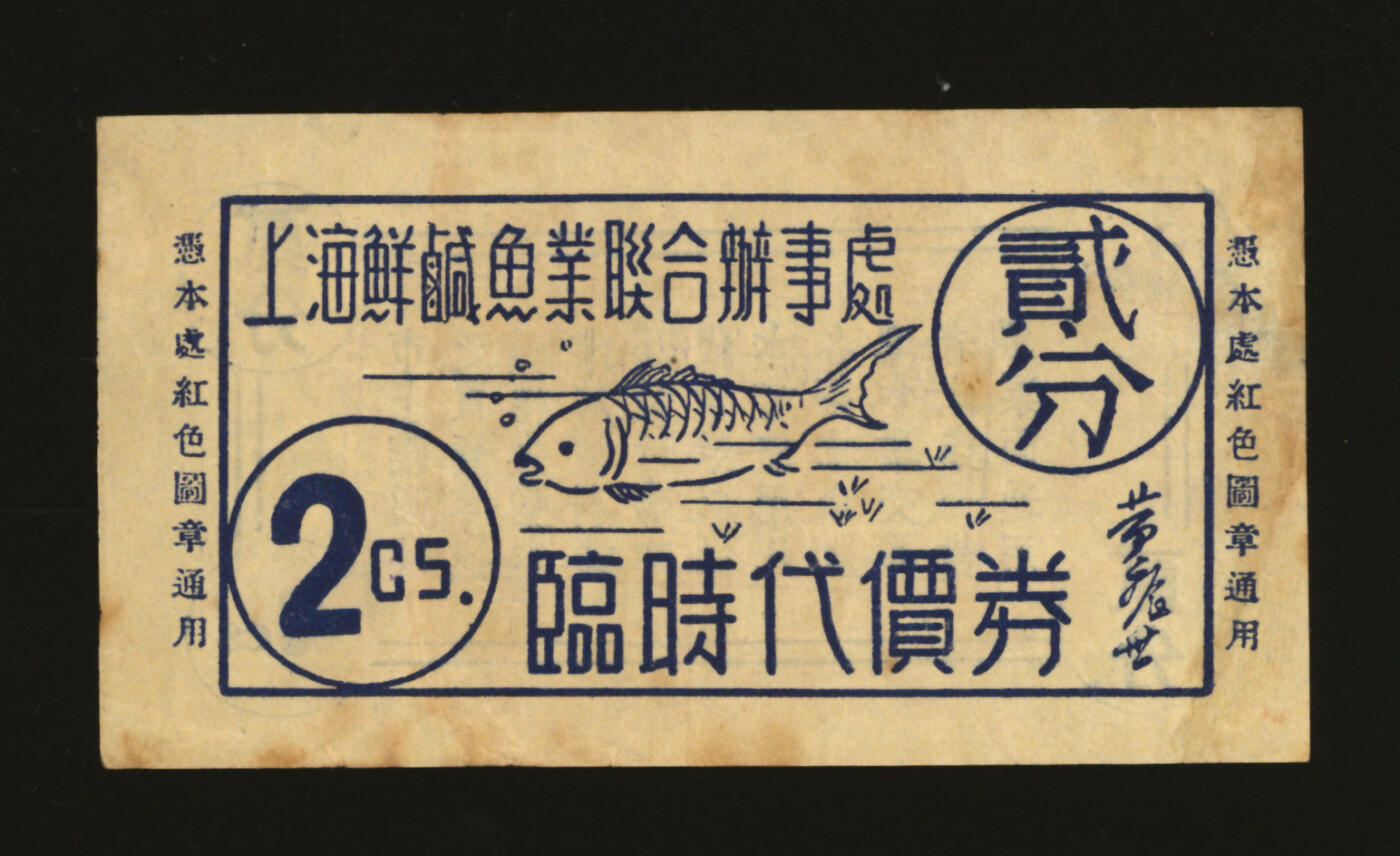 上海鮮鹹魚業聯合辦事處
貳分
2CS.
臨時代價券
憑本處紅色圖章通用
憑本處紅色圖章通用